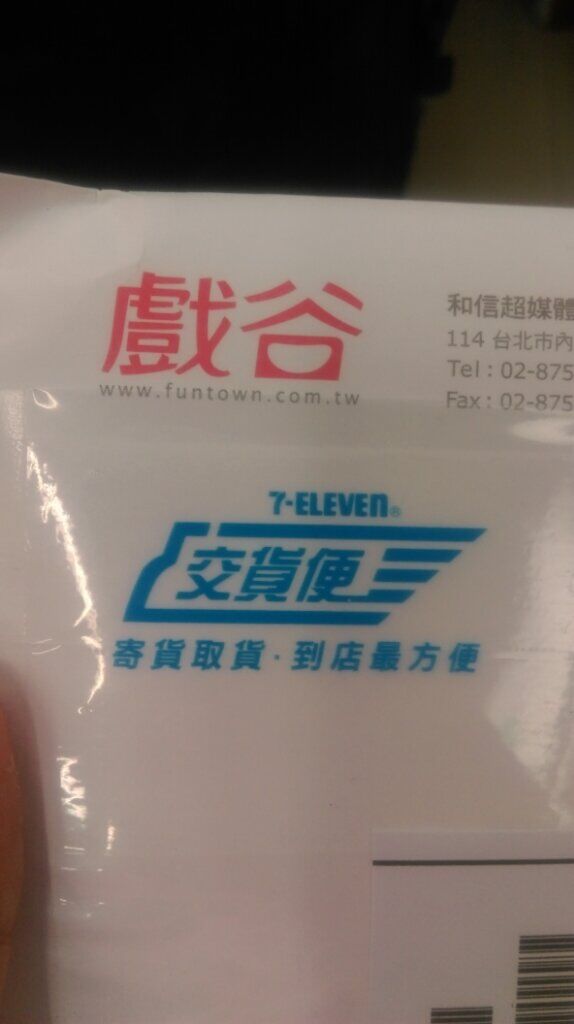 戲谷
www.funtown.com.tw
和信超媒體
114 台北市內
Tel : 02-875
Fax : 02-875
7-ELEVEN®
交貨便
寄貨取貨·到店最方便